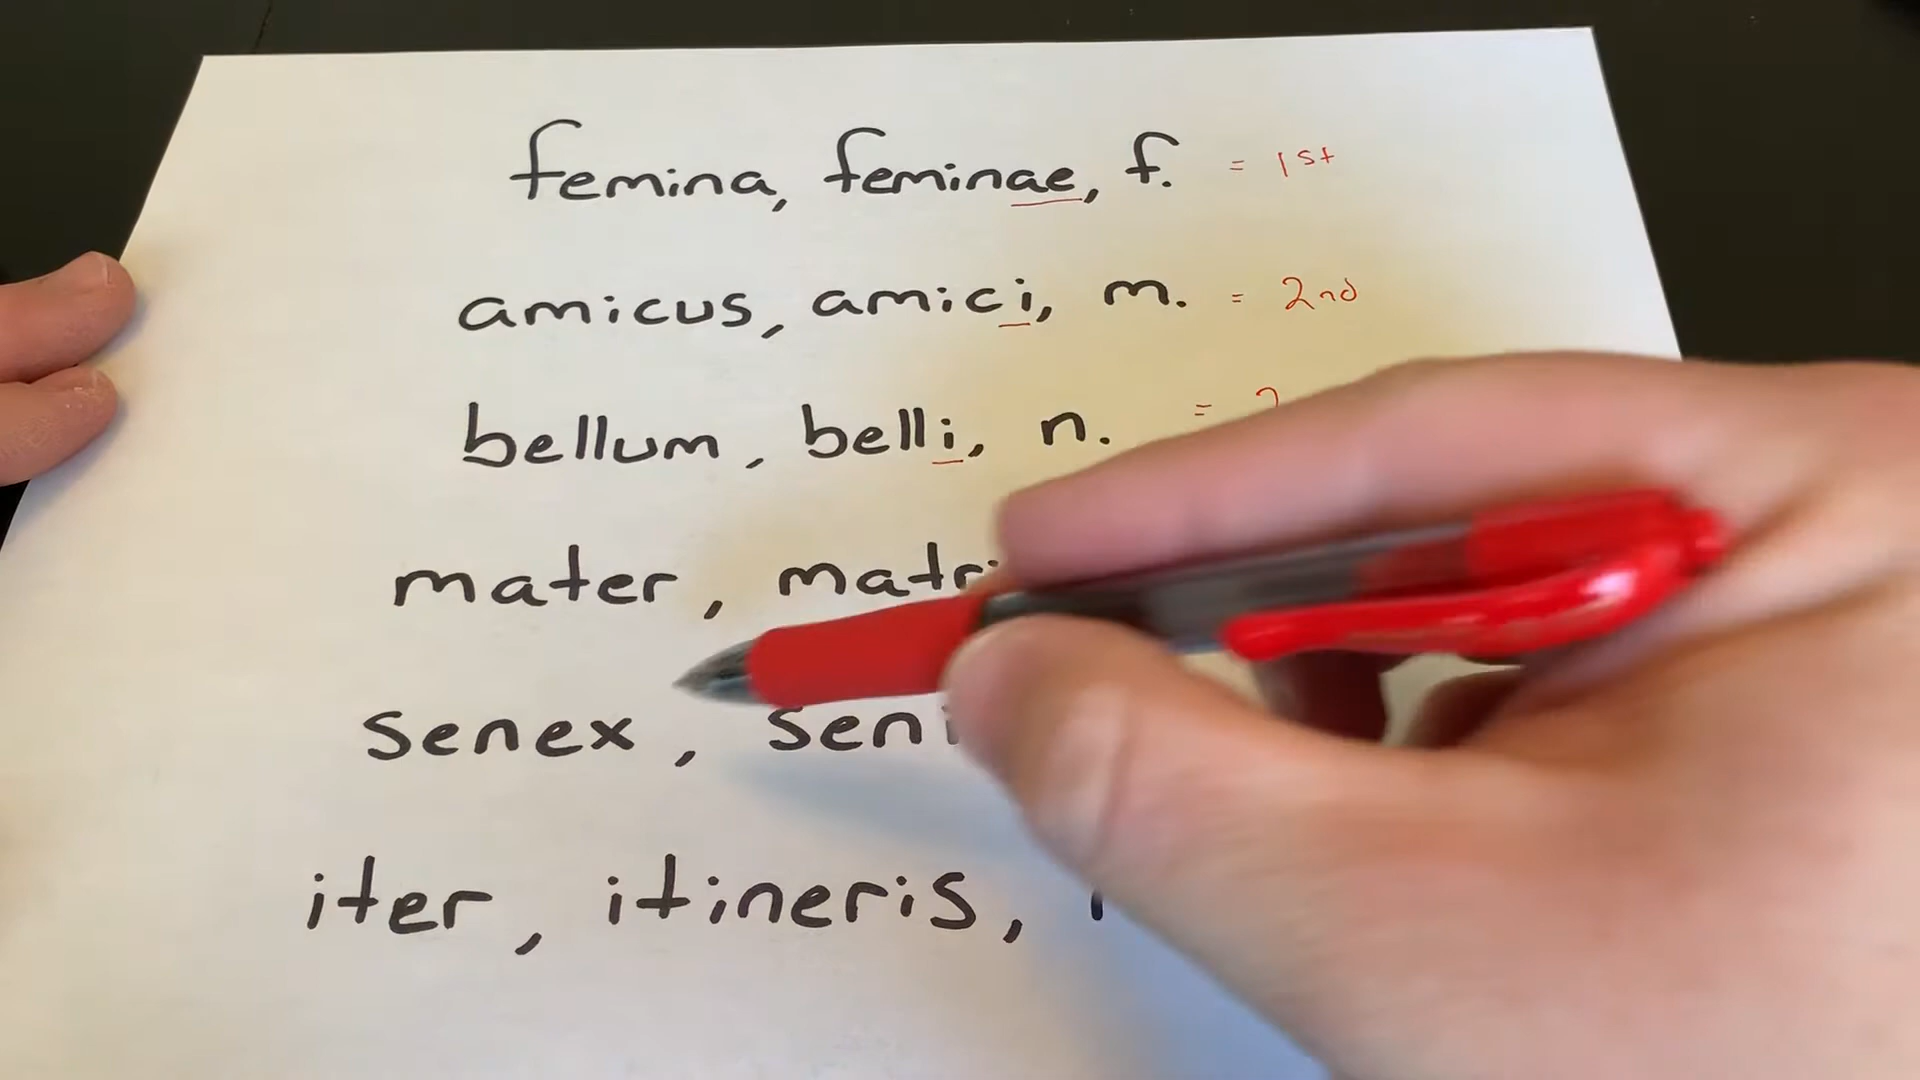 femina, feminae, f. = 1st
amicus, amici, m. = 2nd
bellum, belli, n. =
mater,
senex,
iter, itineris,